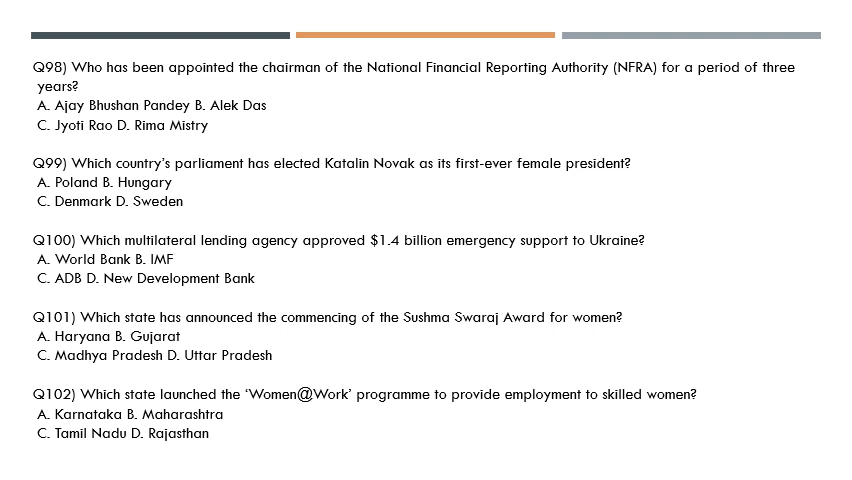 Q98) Who has been appointed the chairman of the National Financial Reporting Authority (NFRA) for a period of three
years?
A. Ajay Bhushan Pandey B. Alek Das
C. Jyoti Rao D. Rima Mistry
Q99) Which country's parliament has elected Katalin Novak as its first-ever female president?
A. Poland B. Hungary
C. Denmark D. Sweden
Q100) Which multilateral lending agency approved $1.4 billion emergency support to Ukraine?
A. World Bank B. IMF
C. ADB D. New Development Bank
Q101) Which state has announced the commencing of the Sushma Swaraj Award for women?
A. Haryana B. Gujarat
C. Madhya Pradesh D. Uttar Pradesh
Q102) Which state launched the ‘Women@Work’ programme to provide employment to skilled women?
A. Karnataka B. Maharashtra
C. Tamil Nadu D. Rajasthan